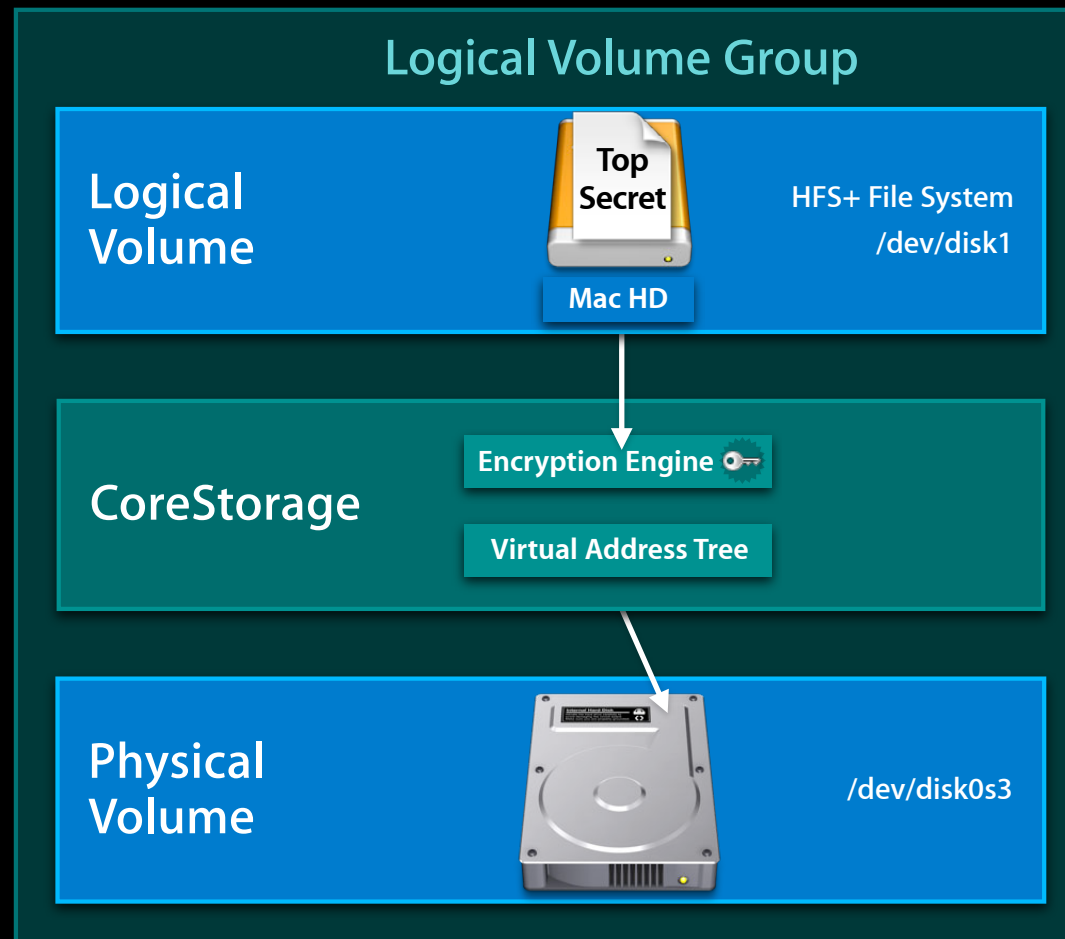 Logical Volume Group
Logical
Volume
Top
Secret
Mac HD
HFS+ File System
/dev/disk1
CoreStorage
Encryption Engine
Virtual Address Tree
Physical
Volume
/dev/disk0s3